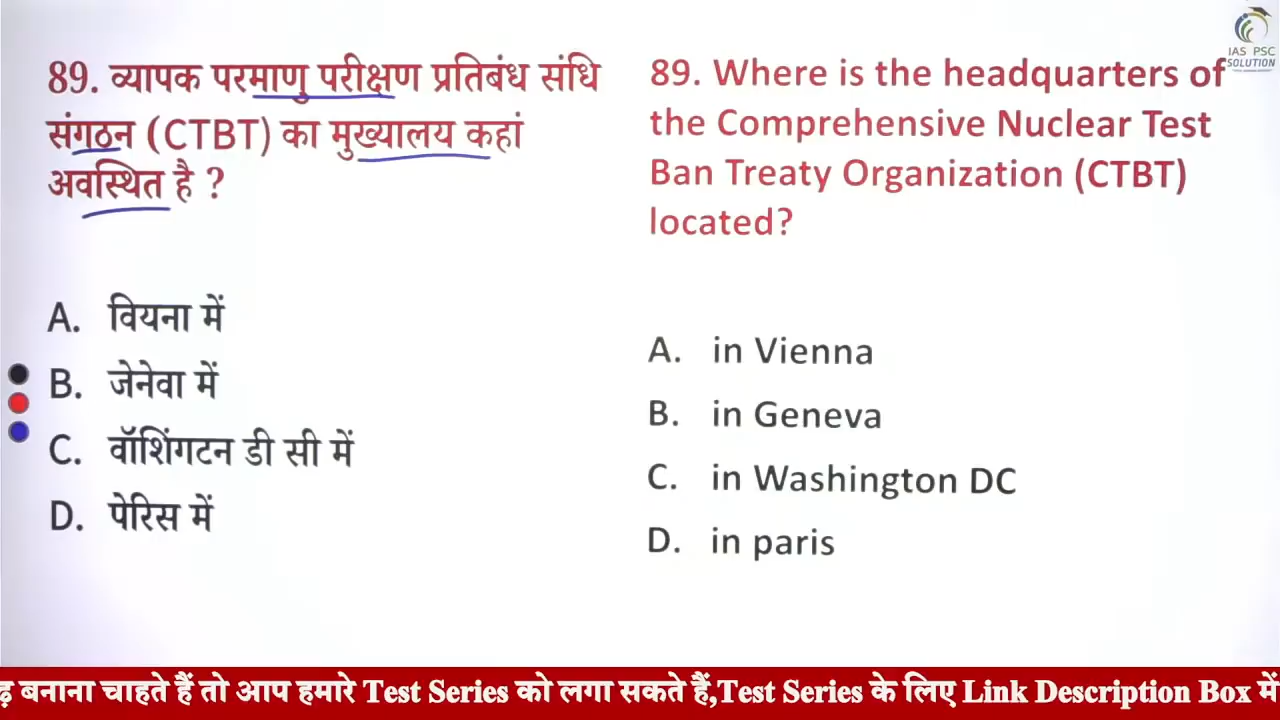 IAS PSC
SOLUTION
89. व्यापक परमाणु परीक्षण प्रतिबंध संधि
संगठन (CTBT) का मुख्यालय कहां
अवस्थित है ?
A. वियना में
B. जेनेवा में
C. वॉशिंगटन डी सी में
D. पेरिस में
89. Where is the headquarters of
the Comprehensive Nuclear Test
Ban Treaty Organization (CTBT)
located?
A. in Vienna
B. in Geneva
C. in Washington DC
D. in paris
ढ़ बनाना चाहते हैं तो आप हमारे Test Series को लगा सकते हैं,Test Series के लिए Link Description Box में